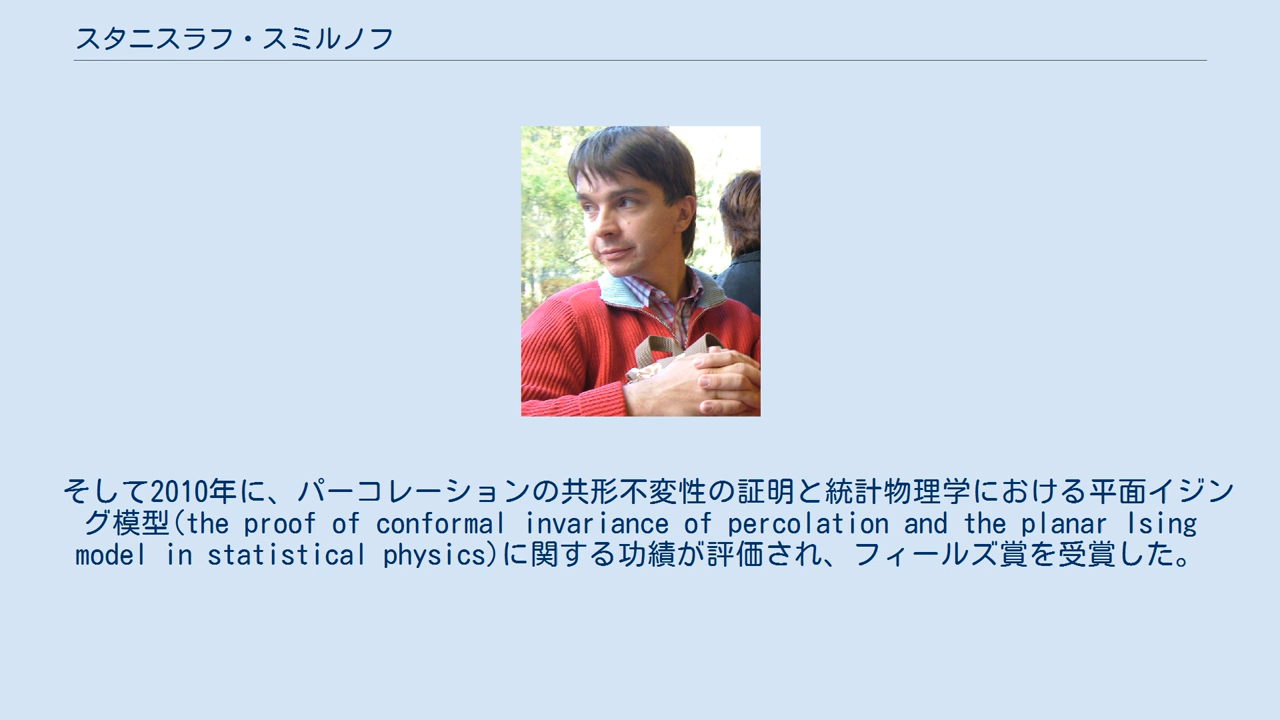 スタニスラフ・スミルノフ
そして2010年に、パーコレーションの共形不変性の証明と統計物理学における平面イジン
グ模型(the proof of conformal invariance of percolation and the planar Ising
model in statistical physics)に関する功績が評価され、フィールズ賞を受賞した。